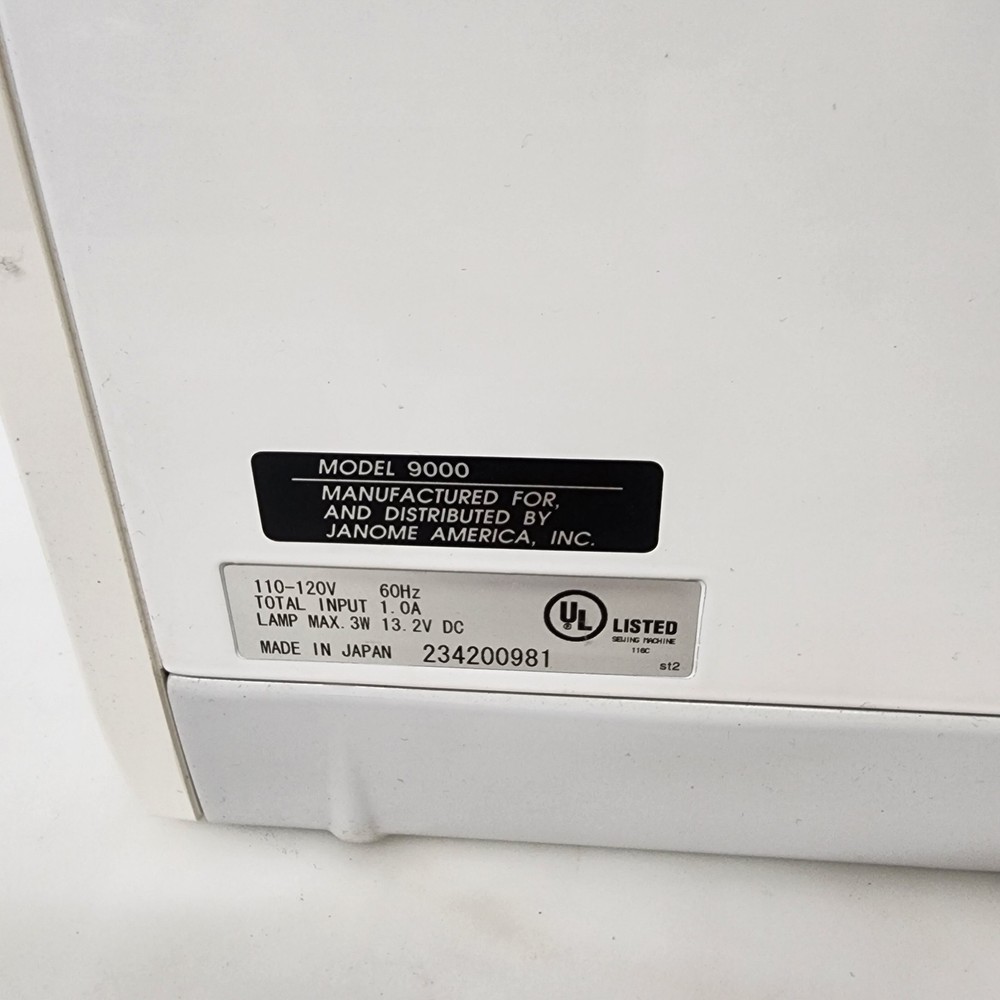 MODEL 9000
MANUFACTURED FOR,
AND DISTRIBUTED BY
JANOME AMERICA, INC.
110-120V 60Hz
TOTAL INPUT 1.0A
LAMP MAX.3W 13.2V DC
MADE IN JAPAN 234200981
UL® LISTED
SEWING MACHINE
116C
st2